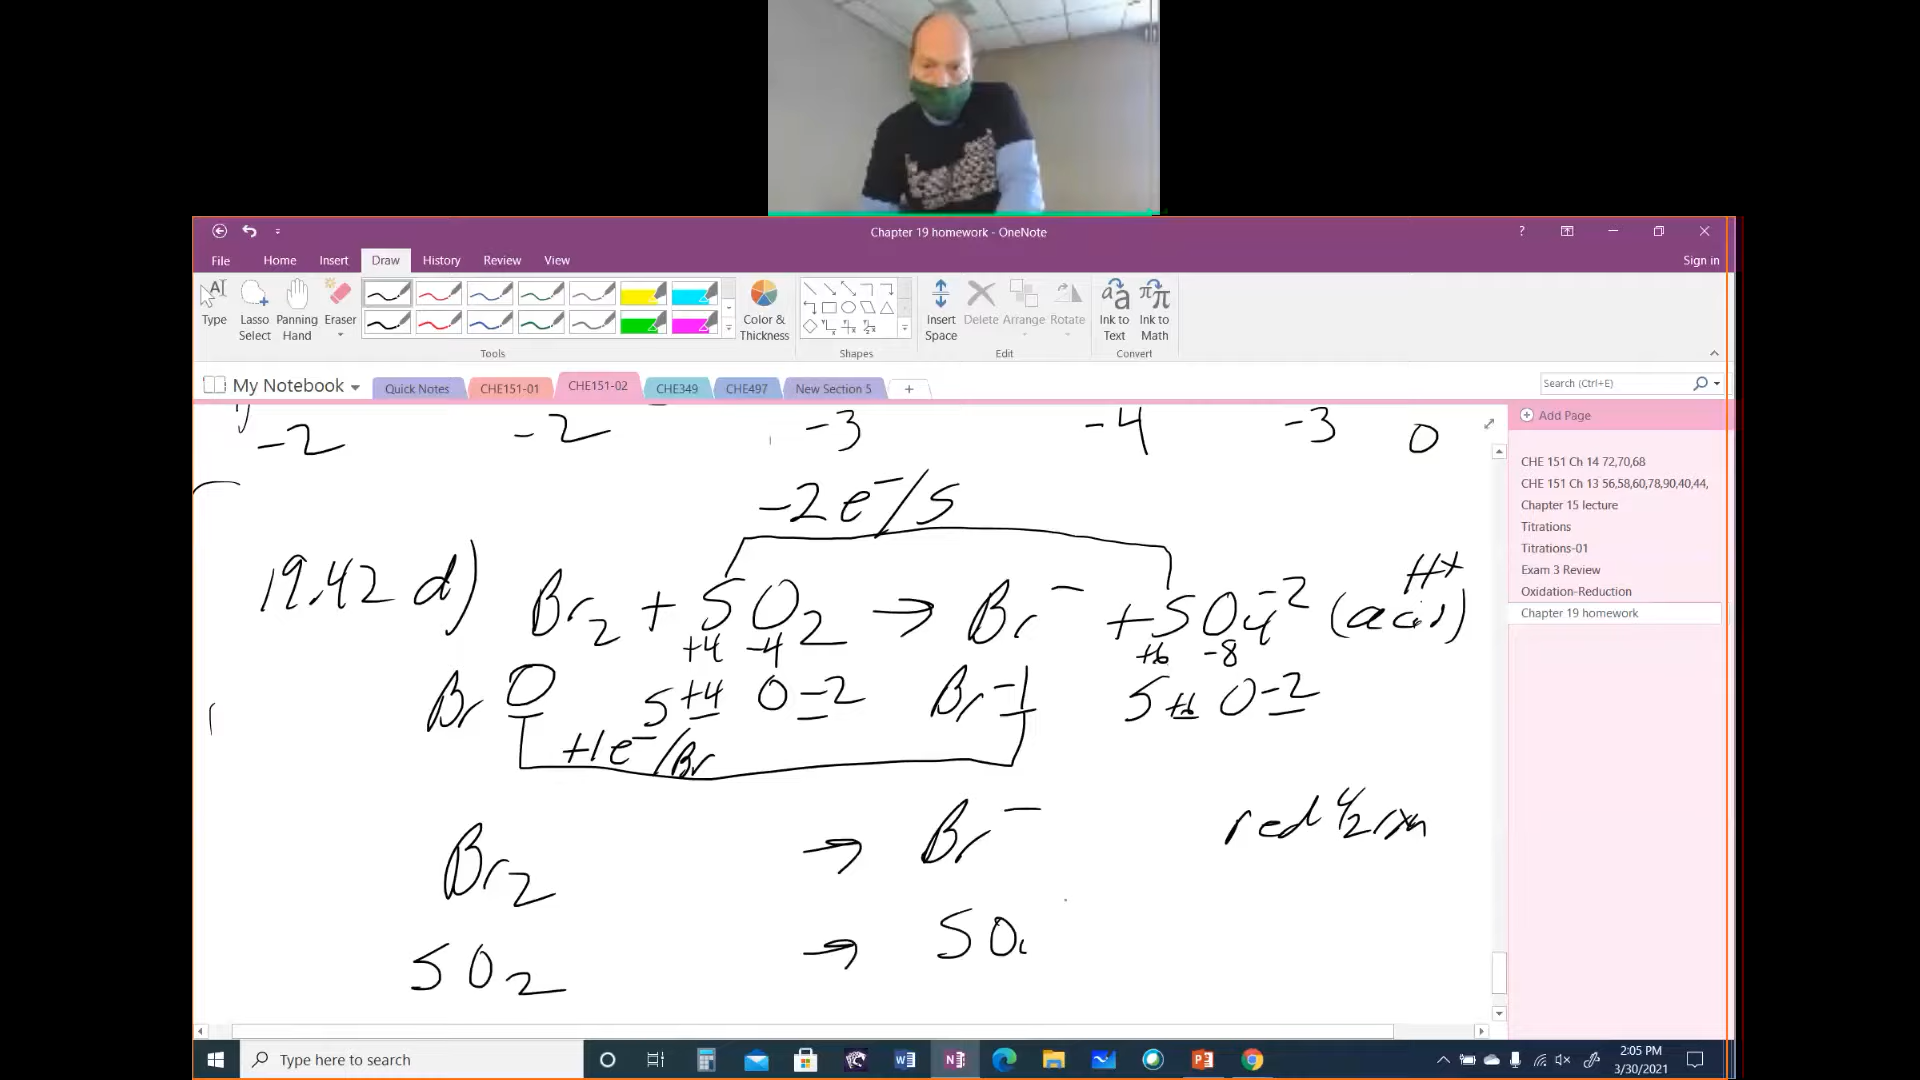 Chapter 19 homework - OneNote
?
File Home Insert Draw History Review View Sign in
Type
Lasso Select
Panning Hand
Eraser
Color & Thickness
Insert Space
Delete
Arrange
Rotate
Ink to Text
Ink to Math
Tools Shapes Edit Convert
My Notebook Quick Notes CHE151-01 CHE151-02 CHE349 CHE497 New Section 5 +
Search (Ctrl+E)
Add Page
CHE 151 Ch 14 72,70,68
CHE 151 Ch 13 56,58,60,78,90,40,44,
Chapter 15 lecture
Titrations
Titrations-01
Exam 3 Review
Oxidation-Reduction
Chapter 19 homework
-2 -2 -3 -4 -3 0
-2e⁻/S
H+
19.42 d) Br₂ + SO₂ → Br⁻ + SO₄⁻² (acid)
+4 -4 +6 -8
Br 0 S +4 O -2 Br -1 S +6 O -2
+1e⁻/Br
Br₂ → Br⁻ red ½ rxn
SO₂ → SO
Type here to search
2:05 PM
3/30/2021